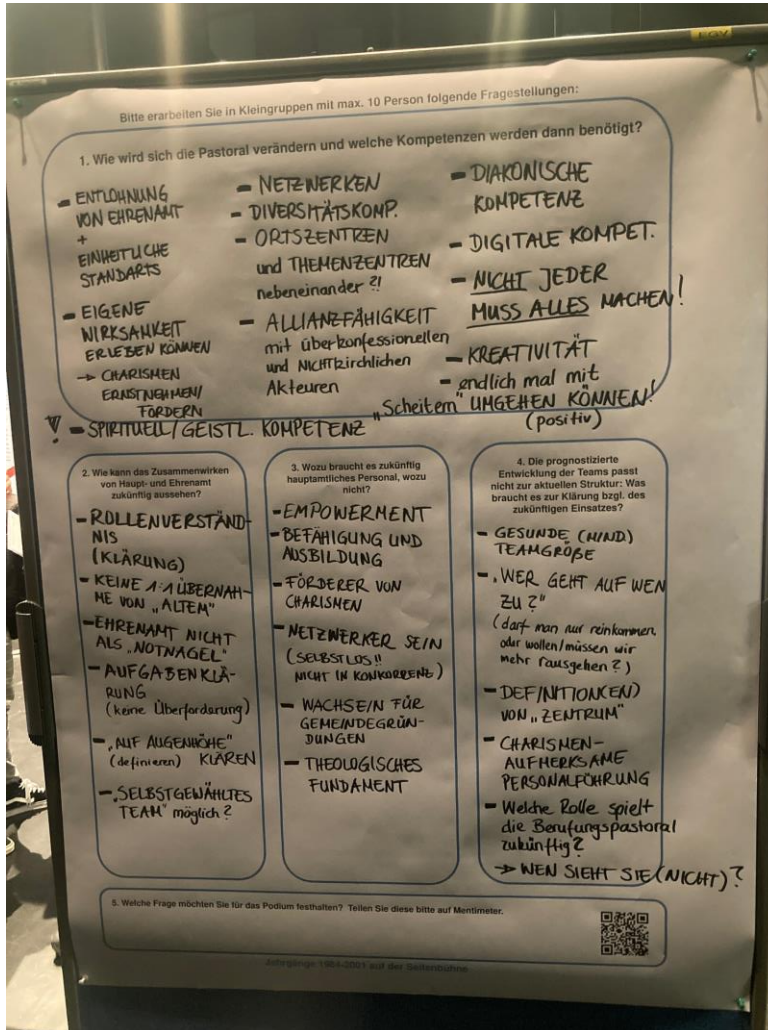 EGV
Bitte erarbeiten Sie in Kleingruppen mit max. 10 Person folgende Fragestellungen:
1. Wie wird sich die Pastoral verändern und welche Kompetenzen werden dann benötigt?
- ENTLOHNUNG
VON EHRENAMT
+
EINHEITLICHE
STANDARTS
- EIGENE
WIRKSAMKEIT
ERLEBEN KÖNNEN
→ CHARISMEN
ERNSTNEHMEN/
FÖRDERN
- NETZWERKEN
- DIVERSITÄTSKOMP.
- ORTSZENTREN
und THEMENZENTREN
nebeneinander ?!
- ALLIANZFÄHIGKEIT
mit überkonfessionellen
und NICHTkirchlichen
Akteuren
- DIAKONISCHE
KOMPETENZ
- DIGITALE KOMPET.
- NICHT JEDER
MUSS ALLES MACHEN!
- KREATIVITÄT
- endlich mal mit
„Scheitern" UMGEHEN KÖNNEN!
(positiv)
! - SPIRITUELL/GEISTL. KOMPETENZ
2. Wie kann das Zusammenwirken
von Haupt- und Ehrenamt
zukünftig aussehen?
- ROLLENVERSTÄND-
NIS
(KLÄRUNG)
- KEINE 1:1 ÜBERNAH-
ME VON „ALTEM"
- EHRENAMT NICHT
ALS „NOTNAGEL"
- AUFGABENKLÄ-
RUNG
(keine Überforderung)
- „AUF AUGENHÖHE"
(definieren) KLÄREN
- „SELBSTGEWÄHLTES
TEAM" möglich?
3. Wozu braucht es zukünftig
hauptamtliches Personal, wozu
nicht?
- EMPOWERMENT
- BEFÄHIGUNG UND
AUSBILDUNG
- FÖRDERER VON
CHARISMEN
- NETZWERKER SEIN
(SELBSTLOS!!
NICHT IN KONKURRENZ)
- WACHSEIN FÜR
GEMEINDEGRÜN-
DUNGEN
- THEOLOGISCHES
FUNDAMENT
4. Die prognostizierte
Entwicklung der Teams passt
nicht zur aktuellen Struktur: Was
braucht es zur Klärung bzgl. des
zukünftigen Einsatzes?
- GESUNDE (MIND.)
TEAMGRÖßE
- „WER GEHT AUF WEN
ZU?"
(darf man nur reinkommen,
oder wollen/müssen wir
mehr rausgehen?)
- DEFINITION(EN)
VON „ZENTRUM"
- CHARISMEN-
AUFMERKSAME
PERSONALFÜHRUNG
- Welche Rolle spielt
die Berufungspastoral
zukünftig?
→ WEN SIEHT SIE (NICHT)?
5. Welche Frage möchten Sie für das Podium festhalten? Teilen Sie diese bitte auf Mentimeter.
Jahrgänge 1981-2001 auf der Seitenbühne